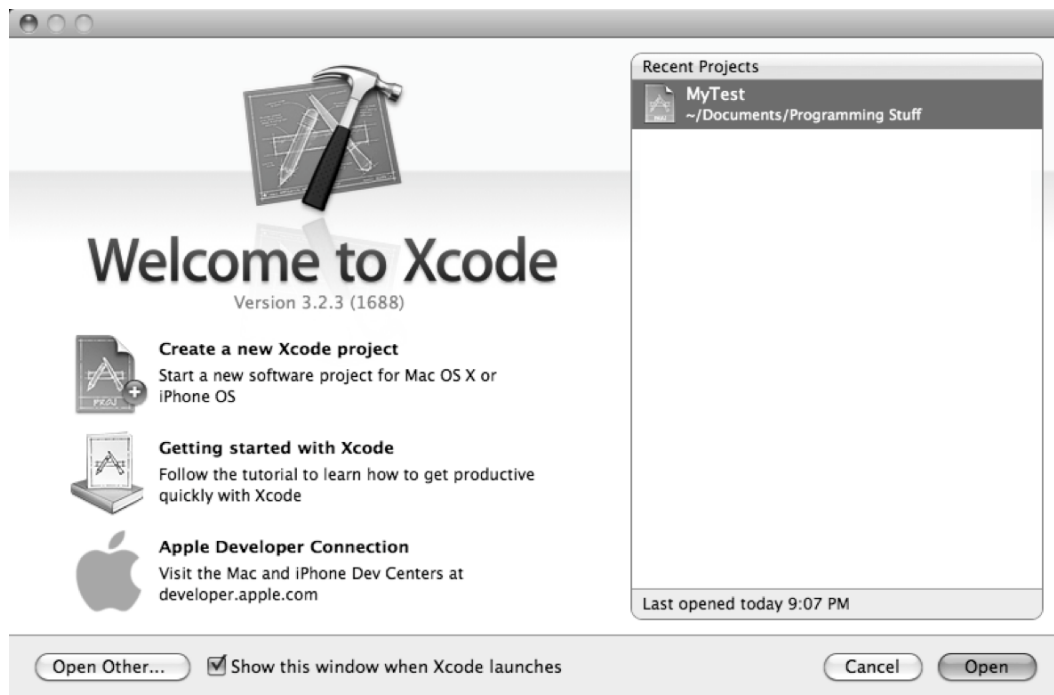 Welcome to Xcode
Version 3.2.3 (1688)
Create a new Xcode project
Start a new software project for Mac OS X or
iPhone OS
Getting started with Xcode
Follow the tutorial to learn how to get productive
quickly with Xcode
Apple Developer Connection
Visit the Mac and iPhone Dev Centers at
developer.apple.com
Recent Projects
MyTest
~/Documents/Programming Stuff
Last opened today 9:07 PM
Open Other...
Show this window when Xcode launches
Cancel
Open
PROJ
PROJ